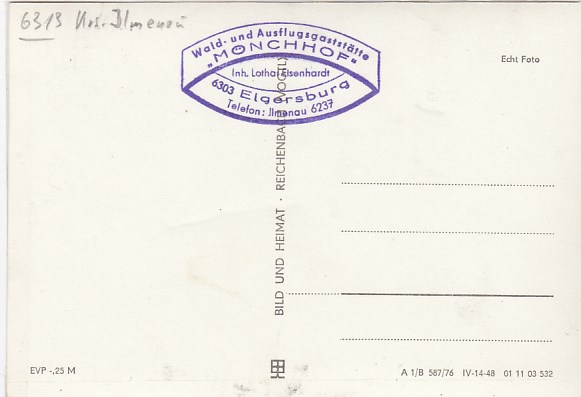 6313 Ilmenau
Wald- und Ausflugsgaststätte
„MÖNCHHOF"
Inh. Lothar Eisenhardt
6303 Elgersburg
Telefon: Ilmenau 6237
Echt Foto
BILD UND HEIMAT · REICHENBACH (VOGTL)
EVP -,25 M
A 1/B 587/76 IV-14-48 01 11 03 532